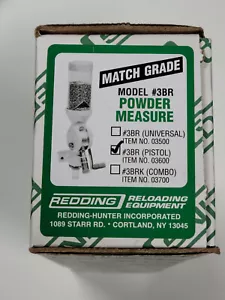 MATCH GRADE
MODEL #3BR
POWDER
MEASURE
#3BR (UNIVERSAL)
ITEM NO. 03500
#3BR (PISTOL)
ITEM NO. 03600
#3BRK (COMBO)
ITEM NO. 03700
REDDING RELOADING
EQUIPMENT
REDDING-HUNTER INCORPORATED
1089 STARR RD. • CORTLAND, NY 13045